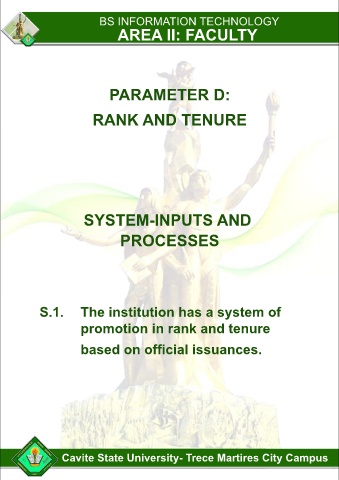 BS INFORMATION TECHNOLOGY
AREA II: FACULTY
PARAMETER D:
RANK AND TENURE
SYSTEM-INPUTS AND
PROCESSES
S.1. The institution has a system of
promotion in rank and tenure
based on official issuances.
Cavite State University- Trece Martires City Campus